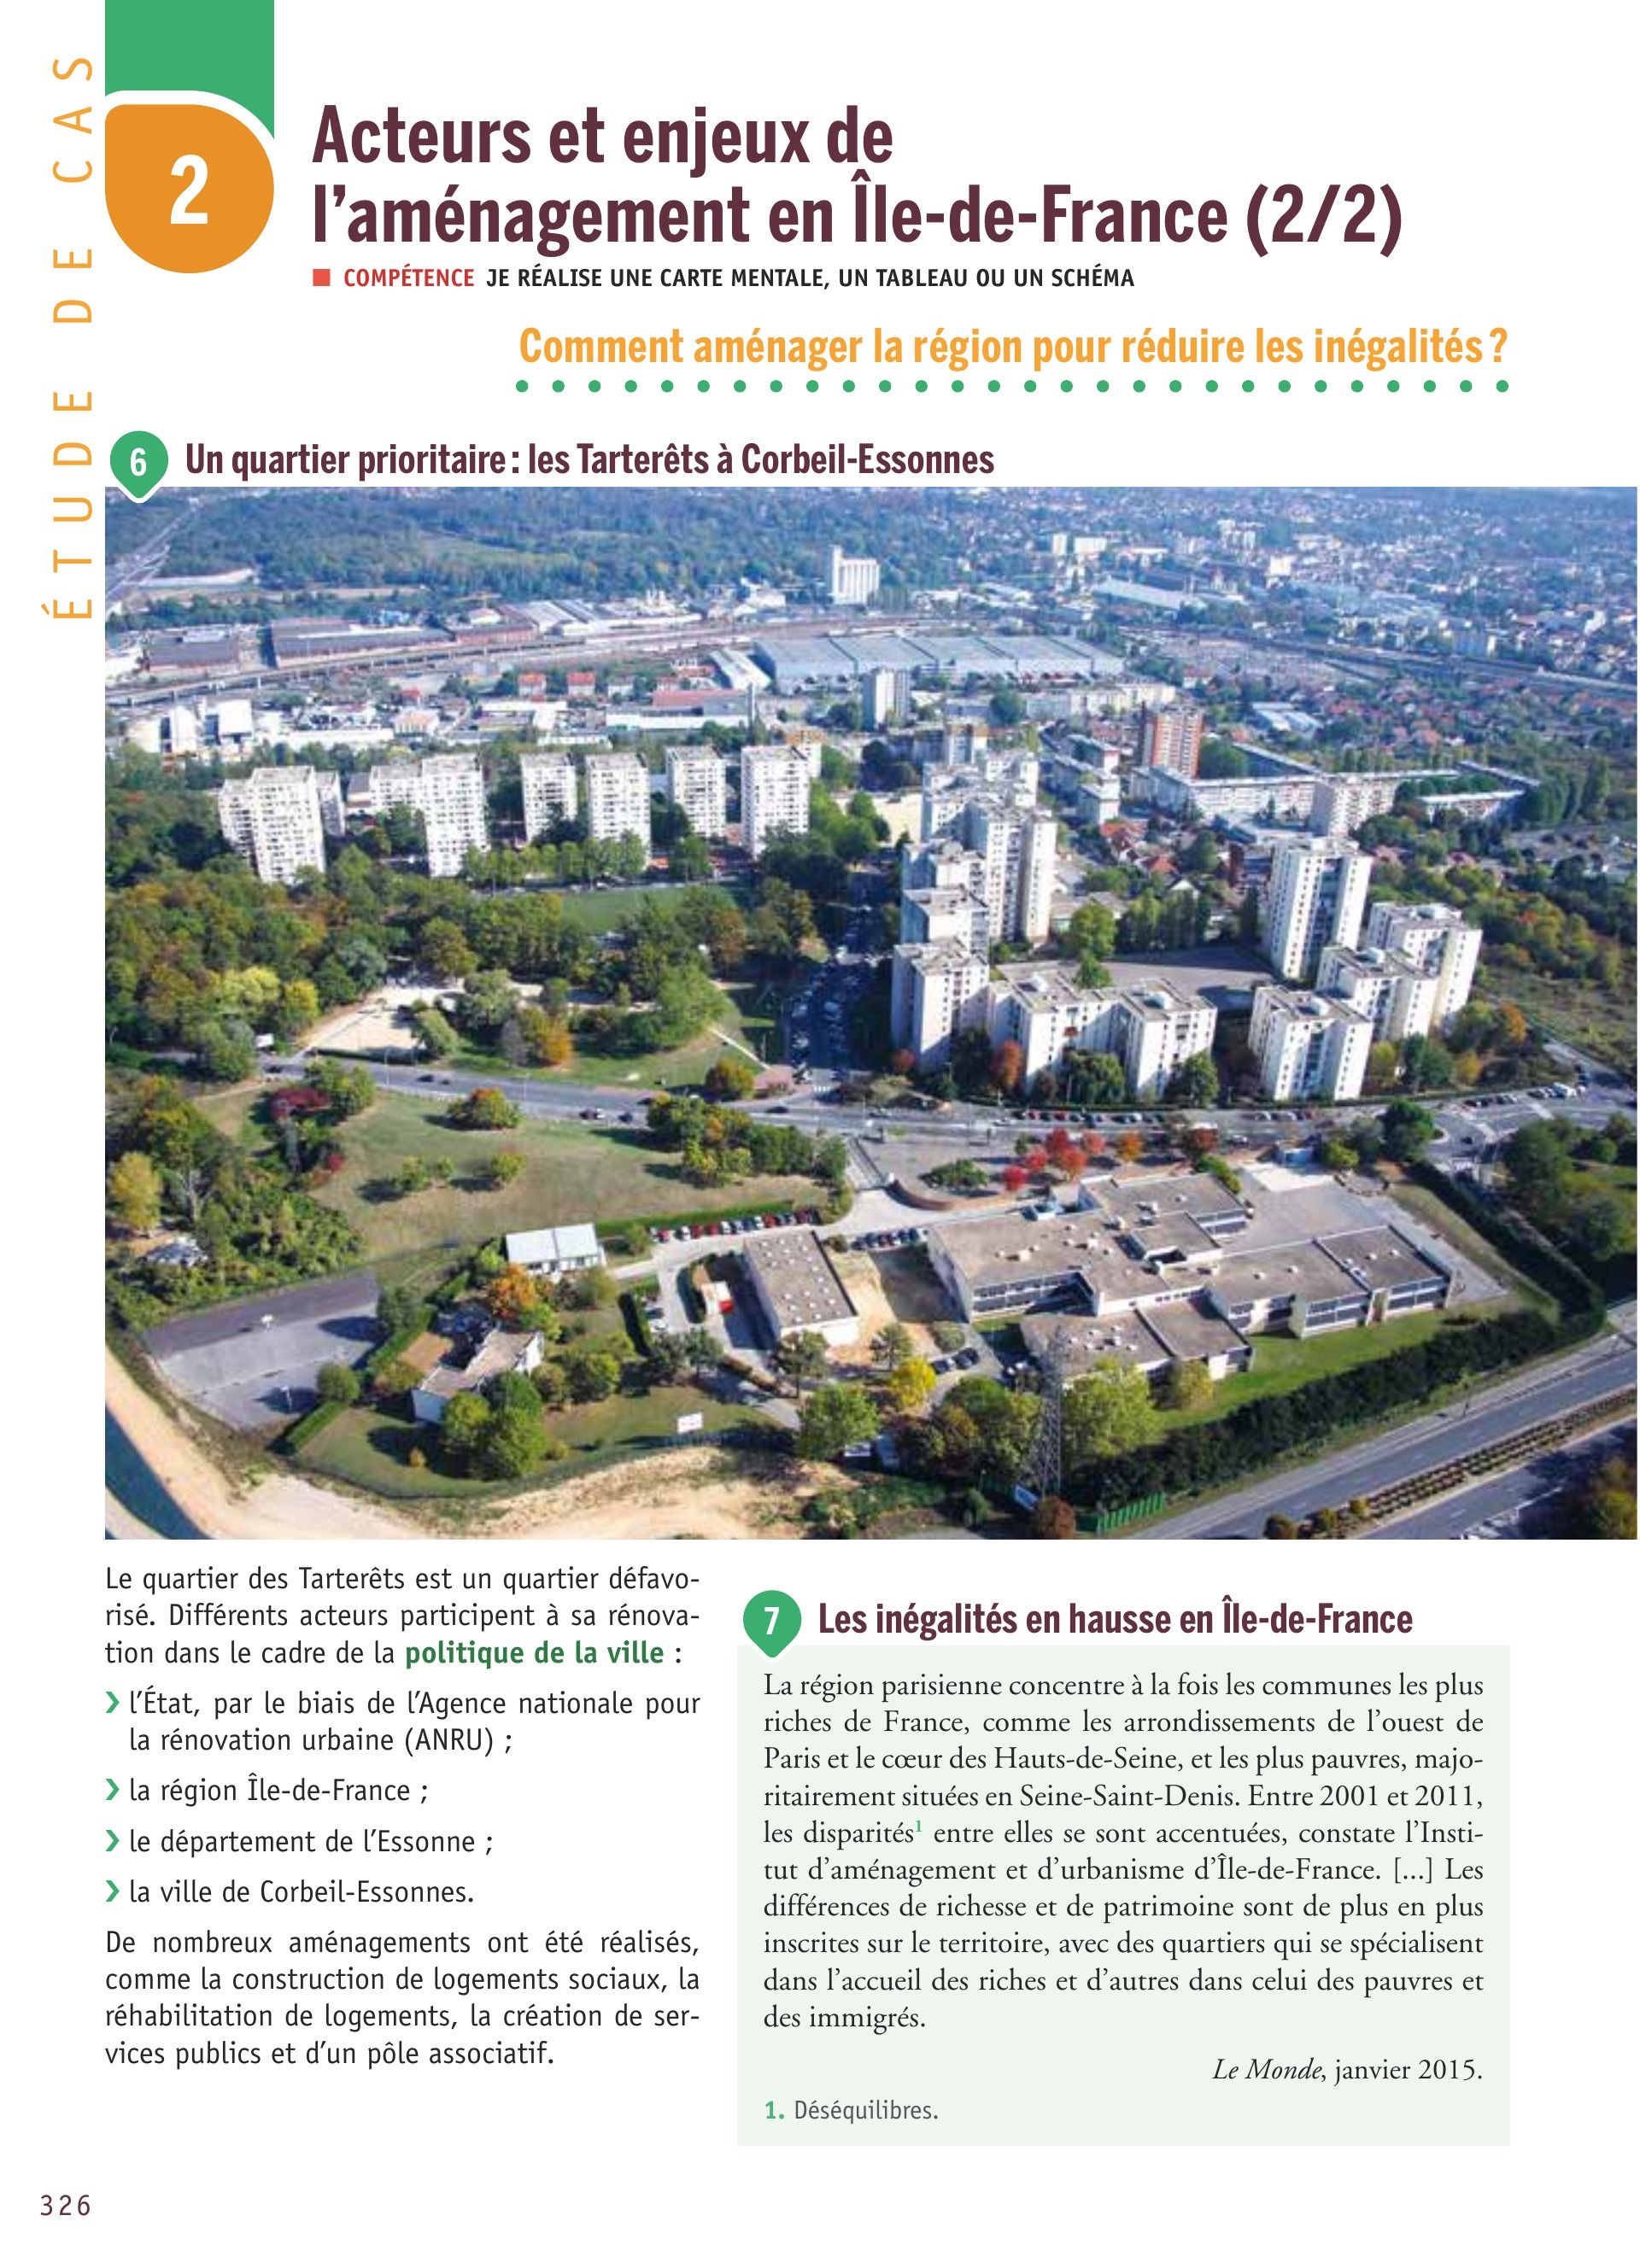 ÉTUDE DE CAS
2
Acteurs et enjeux de
l'aménagement en Île-de-France (2/2)
COMPÉTENCE JE RÉALISE UNE CARTE MENTALE, UN TABLEAU OU UN SCHÉMA
Comment aménager la région pour réduire les inégalités ?
6 Un quartier prioritaire : les Tarterêts à Corbeil-Essonnes
Le quartier des Tarterêts est un quartier défavo-
risé. Différents acteurs participent à sa rénova-
tion dans le cadre de la politique de la ville :
› l'État, par le biais de l'Agence nationale pour
la rénovation urbaine (ANRU) ;
› la région Île-de-France ;
› le département de l'Essonne ;
› la ville de Corbeil-Essonnes.
De nombreux aménagements ont été réalisés,
comme la construction de logements sociaux, la
réhabilitation de logements, la création de ser-
vices publics et d'un pôle associatif.
7 Les inégalités en hausse en Île-de-France
La région parisienne concentre à la fois les communes les plus
riches de France, comme les arrondissements de l'ouest de
Paris et le cœur des Hauts-de-Seine, et les plus pauvres, majo-
ritairement situées en Seine-Saint-Denis. Entre 2001 et 2011,
les disparités¹ entre elles se sont accentuées, constate l'Insti-
tut d'aménagement et d'urbanisme d'Île-de-France. [...] Les
différences de richesse et de patrimoine sont de plus en plus
inscrites sur le territoire, avec des quartiers qui se spécialisent
dans l'accueil des riches et d'autres dans celui des pauvres et
des immigrés.
Le Monde, janvier 2015.
1. Déséquilibres.
326